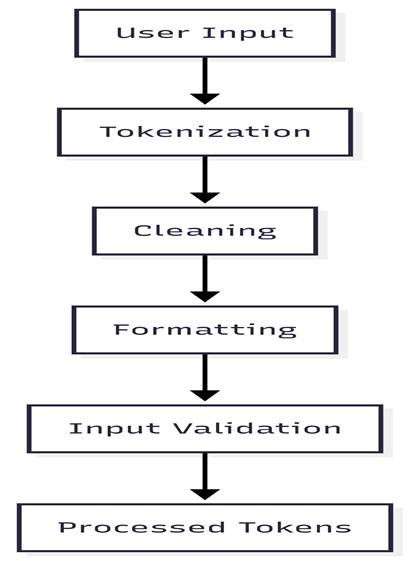 User Input
Tokenization
Cleaning
Formatting
Input Validation
Processed Tokens